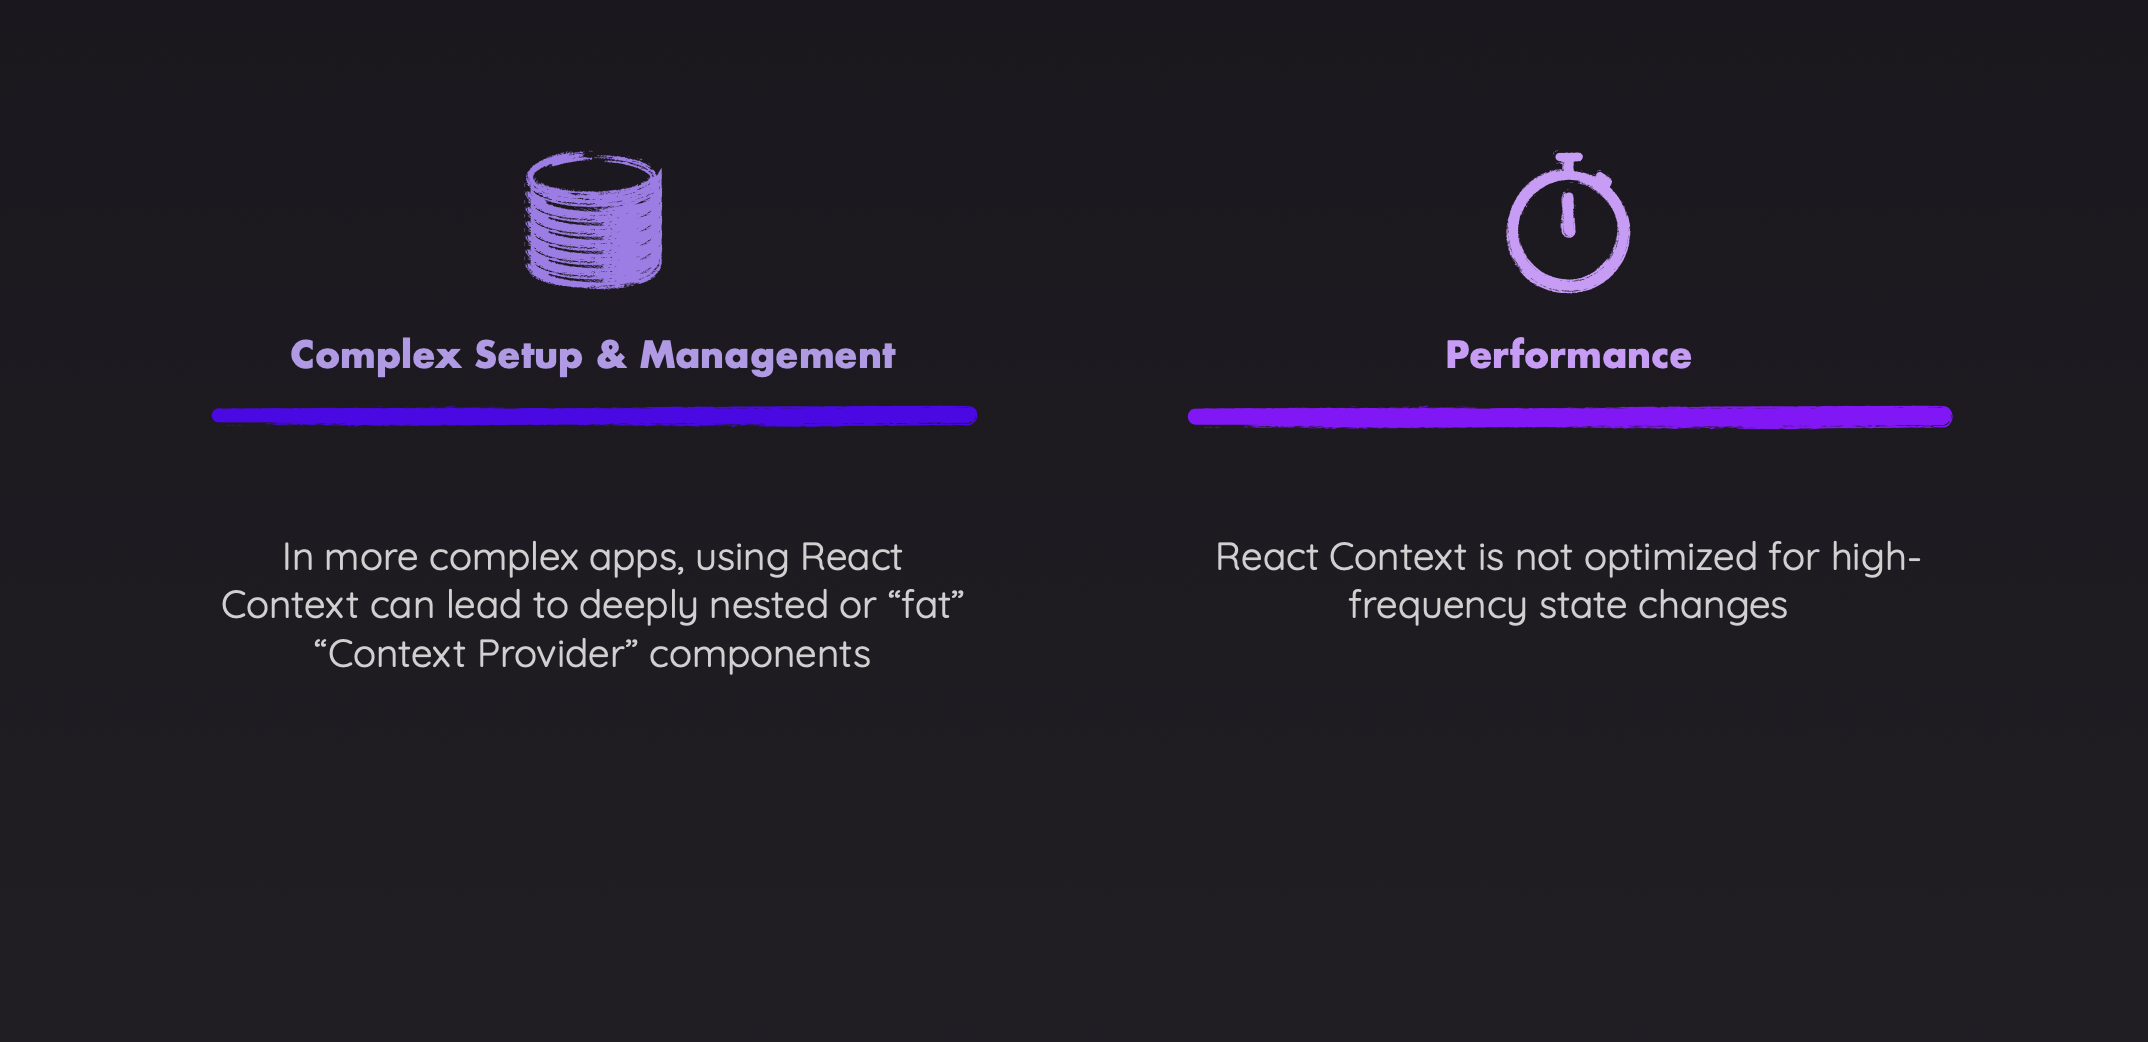 Complex Setup & Management
In more complex apps, using React
Context can lead to deeply nested or “fat”
“Context Provider” components
Performance
React Context is not optimized for high-
frequency state changes